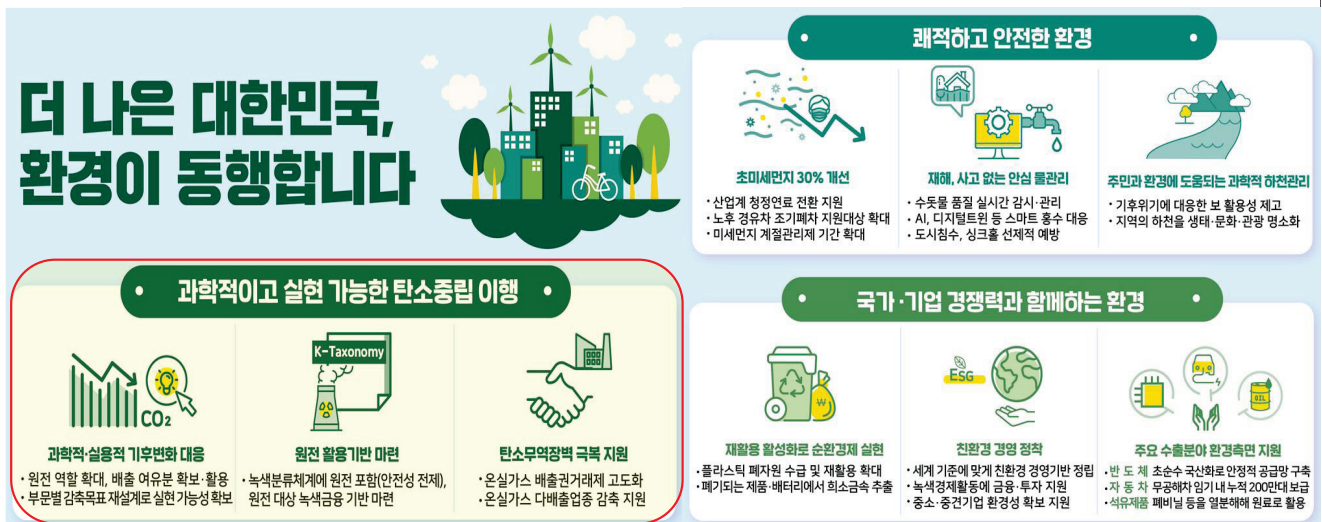 더 나은 대한민국,
환경이 동행합니다
과학적이고 실현 가능한 탄소중립 이행
CO₂
과학적·실용적 기후변화 대응
· 원전 역할 확대, 배출 여유분 확보·활용
· 부문별 감축목표 재설계로 실현 가능성 확보
K-Taxonomy
원전 활용기반 마련
· 녹색분류체계에 원전 포함(안전성 전제),
원전 대상 녹색금융 기반 마련
탄소무역장벽 극복 지원
· 온실가스 배출권거래제 고도화
· 온실가스 다배출업종 감축 지원
쾌적하고 안전한 환경
초미세먼지 30% 개선
· 산업계 청정연료 전환 지원
· 노후 경유차 조기폐차 지원대상 확대
· 미세먼지 계절관리제 기간 확대
재해, 사고 없는 안심 물관리
· 수돗물 품질 실시간 감시·관리
· AI, 디지털트윈 등 스마트 홍수 대응
· 도시침수, 싱크홀 선제적 예방
주민과 환경에 도움되는 과학적 하천관리
· 기후위기에 대응한 보 활용성 제고
· 지역의 하천을 생태·문화·관광 명소화
국가·기업 경쟁력과 함께하는 환경
₩
재활용 활성화로 순환경제 실현
· 플라스틱 폐자원 수급 및 재활용 확대
· 폐기되는 제품·배터리에서 희소금속 추출
ESG
친환경 경영 정착
· 세계 기준에 맞게 친환경 경영기반 정립
· 녹색경제활동에 금융·투자 지원
· 중소·중견기업 환경성 확보 지원
OIL
주요 수출분야 환경측면 지원
· 반 도 체 초순수 국산화로 안정적 공급망 구축
· 자 동 차 무공해차 임기 내 누적 200만대 보급
· 석유제품 폐비닐 등을 열분해해 원료로 활용